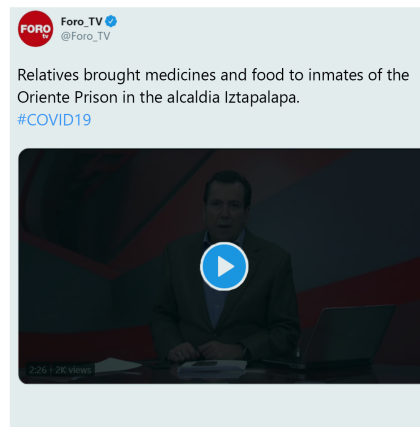 FORO
tv
Foro_TV
@Foro_TV
Relatives brought medicines and food to inmates of the
Oriente Prison in the alcaldia Iztapalapa.
#COVID19
2:26 | 2K views